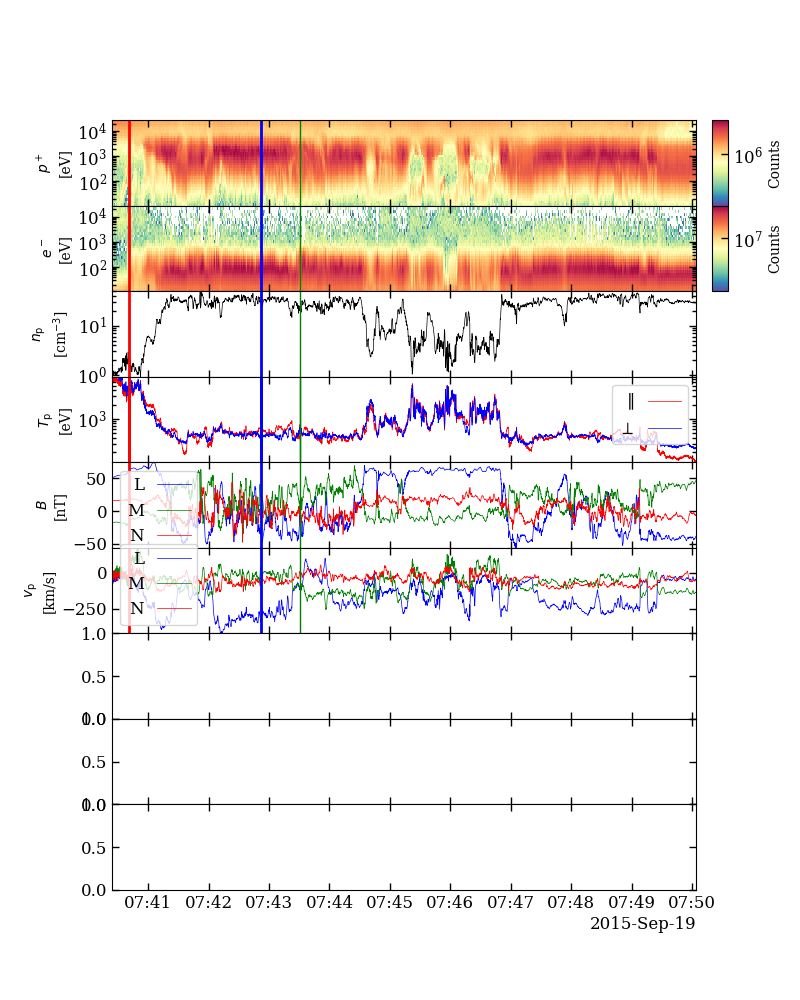 p⁺ [eV] 10⁴ 10³ 10² 10⁶ Counts
e⁻ [eV] 10⁴ 10³ 10² 10⁷ Counts
nₚ [cm⁻³] 10¹ 10⁰
Tₚ [eV] 10³
∥
⊥
B [nT] 50 0 −50
L
M
N
vₚ [km/s] 0 −250
L
M
N
1.0
0.5
0.0
1.0
0.5
0.0
1.0
0.5
0.0
07:41 07:42 07:43 07:44 07:45 07:46 07:47 07:48 07:49 07:50
2015-Sep-19